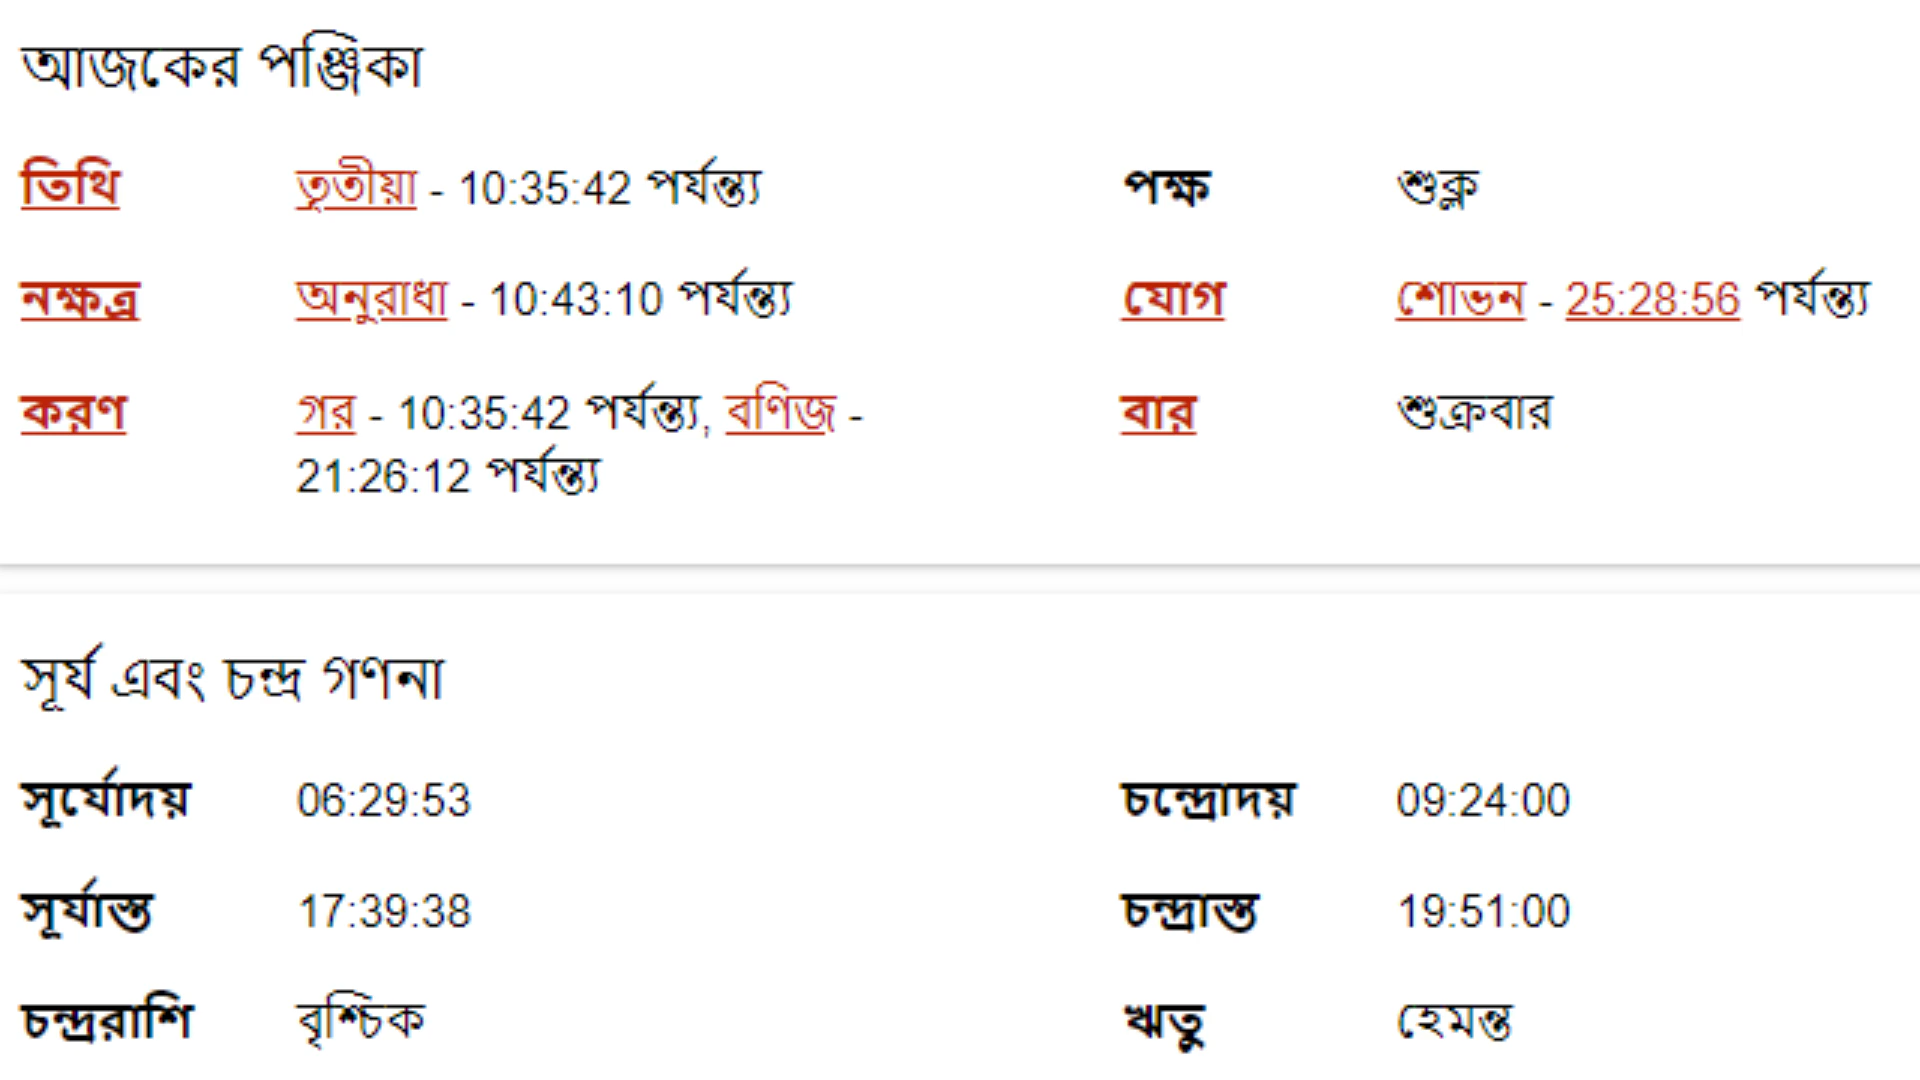 আজকের পঞ্জিকা
তিথি তৃতীয়া - 10:35:42 পর্যন্ত্য পক্ষ শুক্ল
নক্ষত্র অনুরাধা - 10:43:10 পর্যন্ত্য যোগ শোভন - 25:28:56 পর্যন্ত্য
করণ গর - 10:35:42 পর্যন্ত্য, বণিজ - বার শুক্রবার
21:26:12 পর্যন্ত্য
সূর্য এবং চন্দ্র গণনা
সূর্যোদয় 06:29:53 চন্দ্রোদয় 09:24:00
সূর্যাস্ত 17:39:38 চন্দ্রাস্ত 19:51:00
চন্দ্ররাশি বৃশ্চিক ঋতু হেমন্ত